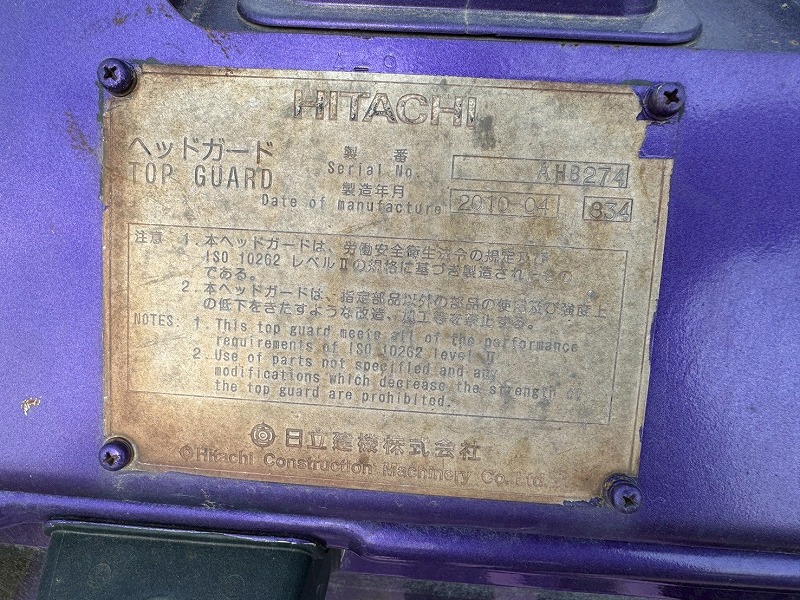 HITACHI
ヘッドガード
TOP GUARD
製 番
Serial No. AHB274
製造年月
Date of manufacture 2010 04 834
注意 1. 本ヘッドガードは、労働安全衛生法令の規定及び
ISO 10262 レベルⅡの規格に基づき製造されたもの
である。
2. 本ヘッドガードは、指定部品以外の部品の使用及び強度上
の低下をきたすような改造、加工等を禁止する。
NOTES: 1. This top guard meets all of the performance
requirements of ISO 10262 level Ⅱ
2. Use of parts not specified and any
modifications which decrease the strength of
the top guard are prohibited.
日立建機株式会社
©Hitachi Construction Machinery Co. Ltd.